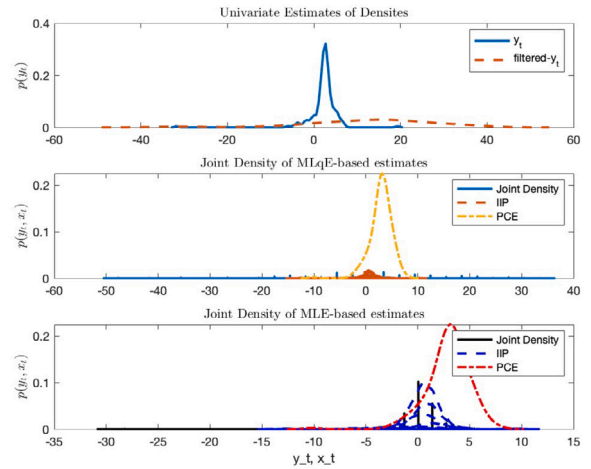 Univariate Estimates of Densites
p(y_t)
0.4
0.2
0
y_t
filtered-y_t
-60 -40 -20 0 20 40 60
Joint Density of MLqE-based estimates
p(y_t, x_t)
0.2
0.1
0
Joint Density
IIP
PCE
-60 -50 -40 -30 -20 -10 0 10 20 30 40
Joint Density of MLE-based estimates
p(y_t, x_t)
0.2
0.1
0
Joint Density
IIP
PCE
-35 -30 -25 -20 -15 -10 -5 0 5 10 15
y_t, x_t